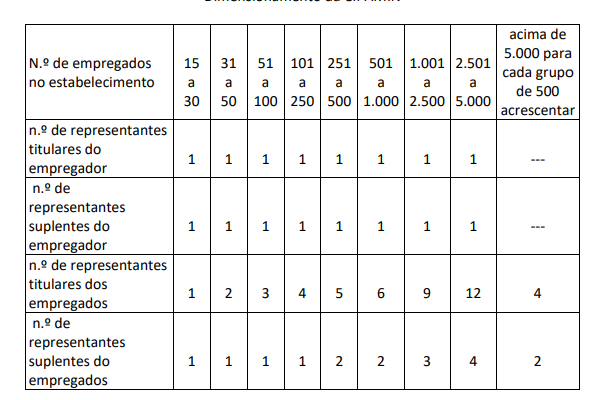 Dimensionamento da CIPAMIN
N.º de empregados no estabelecimento | 15 a 30 | 31 a 50 | 51 a 100 | 101 a 250 | 251 a 500 | 501 a 1.000 | 1.001 a 2.500 | 2.501 a 5.000 | acima de 5.000 para cada grupo de 500 acrescentar
n.º de representantes titulares do empregador | 1 | 1 | 1 | 1 | 1 | 1 | 1 | 1 | ---
n.º de representantes suplentes do empregador | 1 | 1 | 1 | 1 | 1 | 1 | 1 | 1 | ---
n.º de representantes titulares dos empregados | 1 | 2 | 3 | 4 | 5 | 6 | 9 | 12 | 4
n.º de representantes suplentes do empregados | 1 | 1 | 1 | 1 | 2 | 2 | 3 | 4 | 2